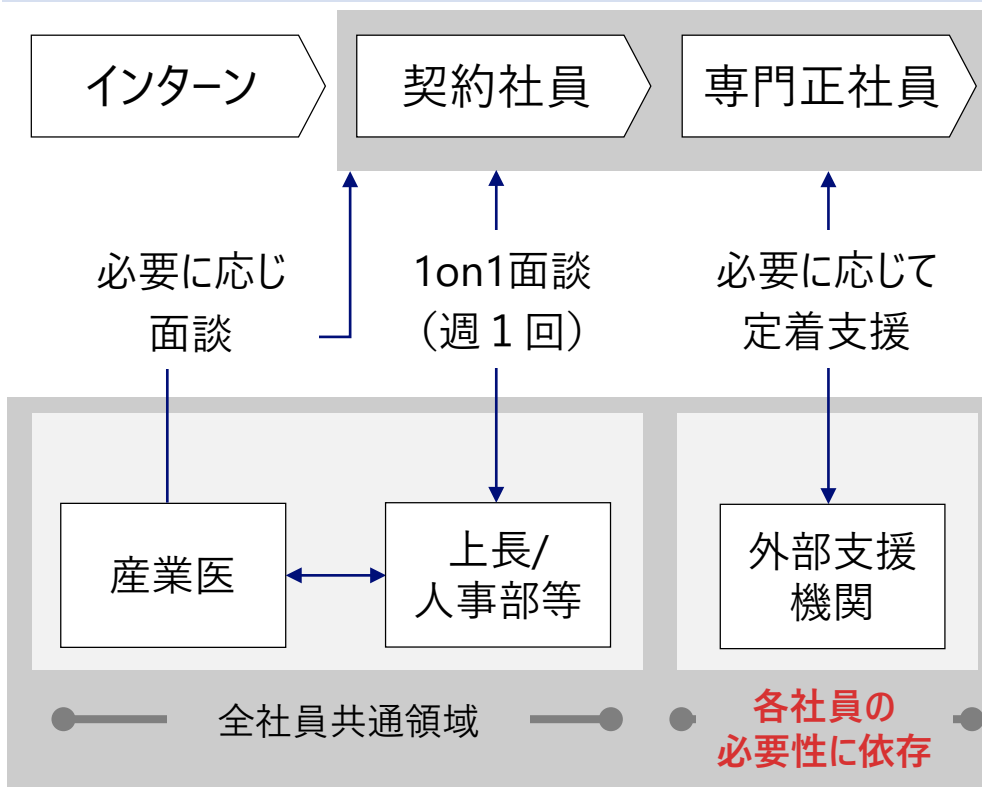 インターン
契約社員
専門正社員
必要に応じ
面談
1on1面談
（週１回）
必要に応じて
定着支援
産業医
上長/
人事部等
外部支援
機関
全社員共通領域
各社員の
必要性に依存